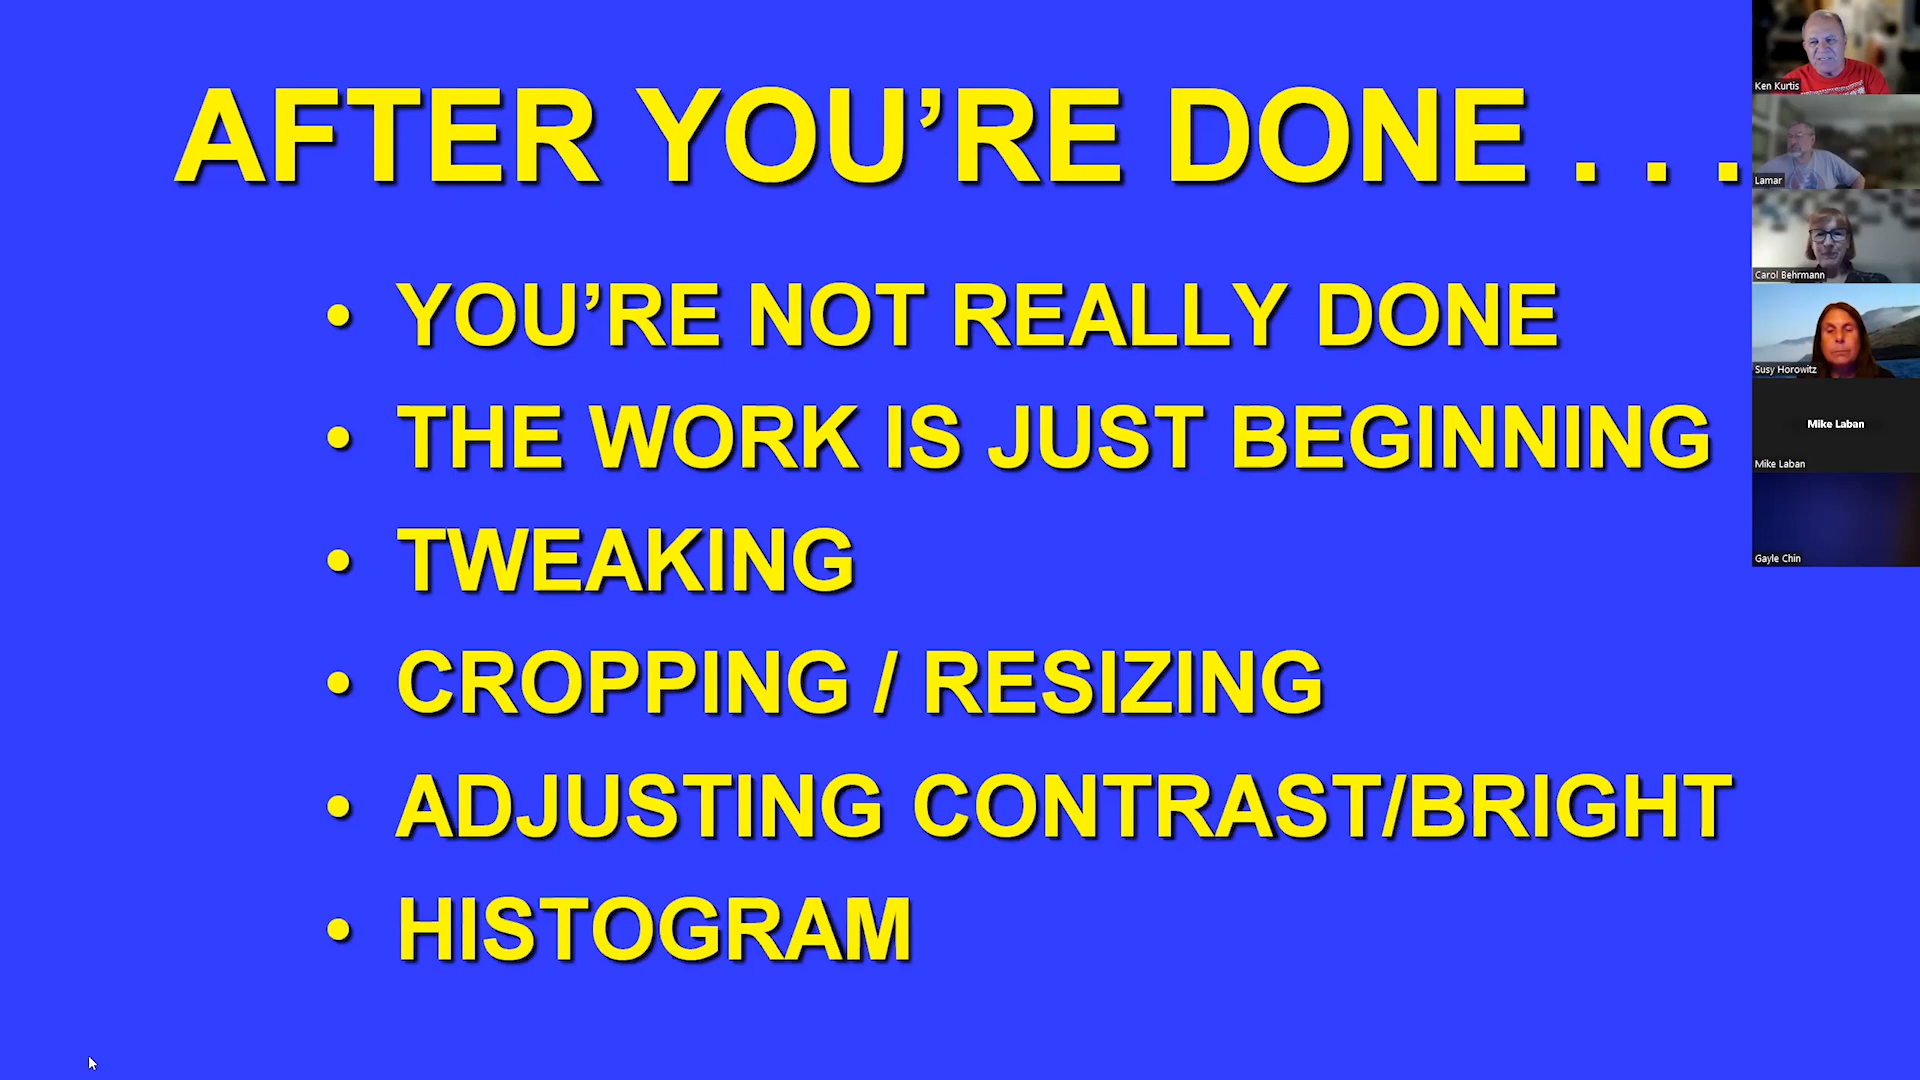 AFTER YOU’RE DONE . . .
• YOU’RE NOT REALLY DONE
• THE WORK IS JUST BEGINNING
• TWEAKING
• CROPPING / RESIZING
• ADJUSTING CONTRAST/BRIGHT
• HISTOGRAM
Ken Kurtis
Lamar
Carol Behrmann
Susy Horowitz
Mike Laban
Mike Laban
Gayle Chin